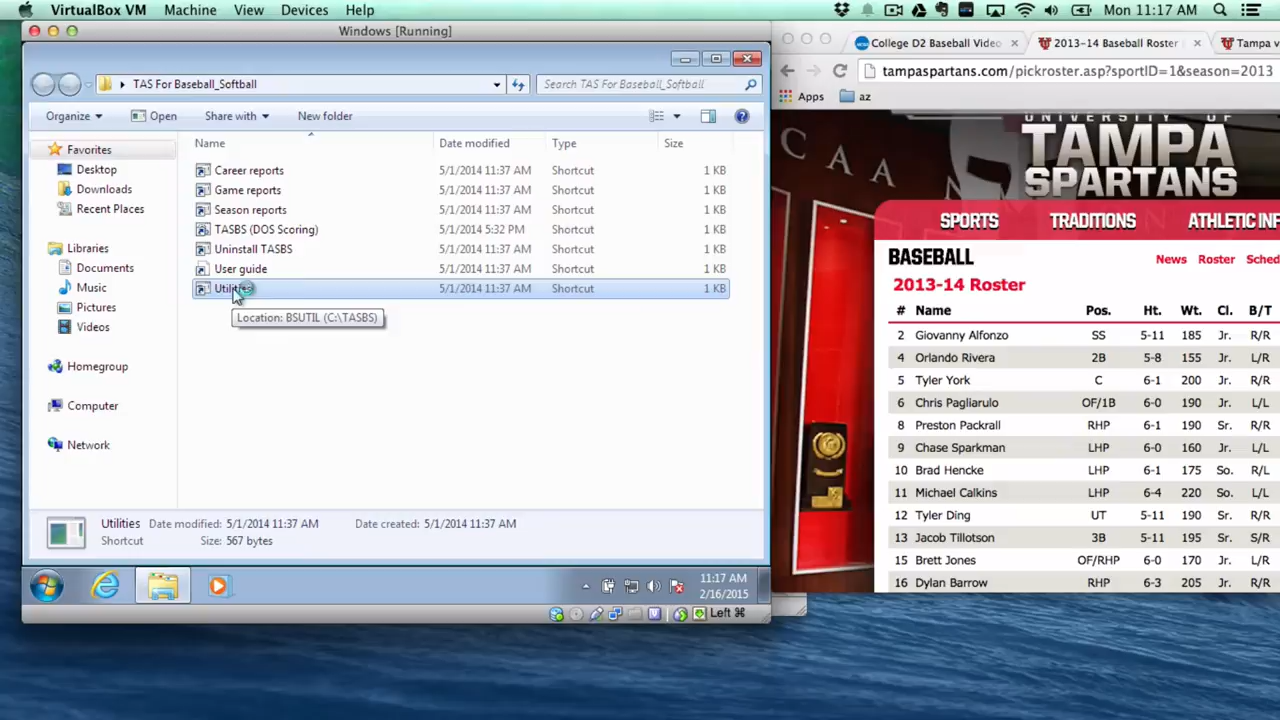 VirtualBox VM Machine View Devices Help
Mon 11:17 AM
Windows [Running]
TAS For Baseball_Softball
Search TAS For Baseball_Softball
Organize
Open
Share with
New folder
Name Date modified Type Size
Career reports 5/1/2014 11:37 AM Shortcut 1 KB
Game reports 5/1/2014 11:37 AM Shortcut 1 KB
Season reports 5/1/2014 11:37 AM Shortcut 1 KB
TASBS (DOS Scoring) 5/1/2014 5:32 PM Shortcut 1 KB
Uninstall TASBS 5/1/2014 11:37 AM Shortcut 1 KB
User guide 5/1/2014 11:37 AM Shortcut 1 KB
Utilities 5/1/2014 11:37 AM Shortcut 1 KB
Location: BSUTIL (C:\TASBS)
Favorites
Desktop
Downloads
Recent Places
Libraries
Documents
Music
Pictures
Videos
Homegroup
Computer
Network
Utilities Date modified: 5/1/2014 11:37 AM Date created: 5/1/2014 11:37 AM
Shortcut Size: 567 bytes
11:17 AM
2/16/2015
Left ⌘
College D2 Baseball Video
2013-14 Baseball Roster
Tampa v
tampaspartans.com/pickroster.asp?sportID=1&season=2013
Apps
az
CAA
UNIVERSITY OF
TAMPA
SPARTANS
SPORTS TRADITIONS ATHLETIC INF
BASEBALL
News Roster Sched
2013-14 Roster
# Name Pos. Ht. Wt. Cl. B/T
2 Giovanny Alfonzo SS 5-11 185 Jr. R/R
4 Orlando Rivera 2B 5-8 155 Jr. L/R
5 Tyler York C 6-1 200 Jr. R/R
6 Chris Pagliarulo OF/1B 6-0 190 Jr. L/L
8 Preston Packrall RHP 6-1 190 Sr. R/R
9 Chase Sparkman LHP 6-0 160 Jr. L/L
10 Brad Hencke LHP 6-1 175 So. R/L
11 Michael Calkins LHP 6-4 220 So. L/L
12 Tyler Ding UT 5-11 190 Sr. R/R
13 Jacob Tillotson 3B 5-11 195 Sr. S/R
15 Brett Jones OF/RHP 6-0 170 Jr. L/R
16 Dylan Barrow RHP 6-3 205 Jr. R/R